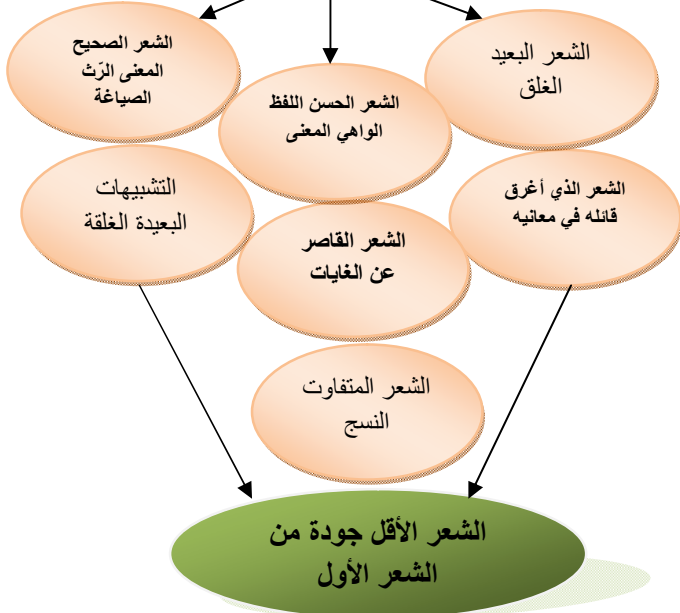 الشعر البعيد
الغلق
الشعر الحسن اللفظ
الواهي المعنى
الشعر الصحيح
المعنى الرّث
الصياغة
الشعر الذي أغرق
قائله في معانيه
الشعر القاصر
عن الغايات
التشبيهات
البعيدة الغلقة
الشعر المتفاوت
النسج
الشعر الأقل جودة من
الشعر الأول